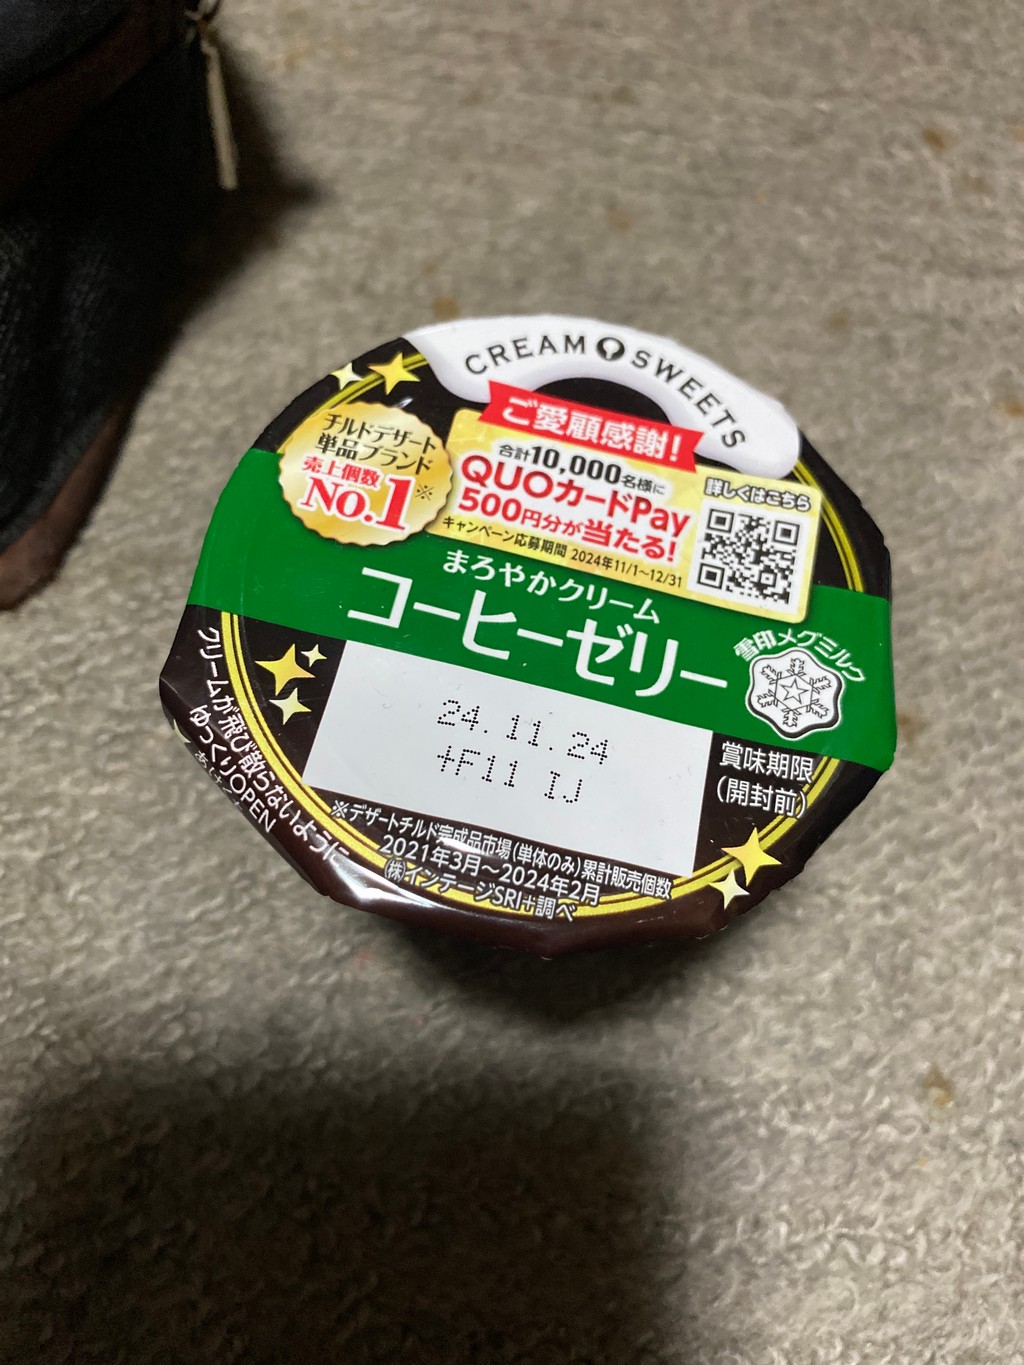 CREAM SWEETS
ご愛顧感謝!
チルドデザート
単品ブランド
売上個数
No.1※
合計10,000名様に
QUOカードPay
500円分が当たる!
キャンペーン応募期間 2024年11/1〜12/31
詳しくはこちら
まろやかクリーム
コーヒーゼリー
雪印メグミルク
24.11.24
+F11 IJ
賞味期限
(開封前)
クリームが飛び散らないように
ゆっくりOPEN
※デザートチルド完成品市場(単体のみ)累計販売個数
2021年3月〜2024年2月
㈱インテージSRI+調べ